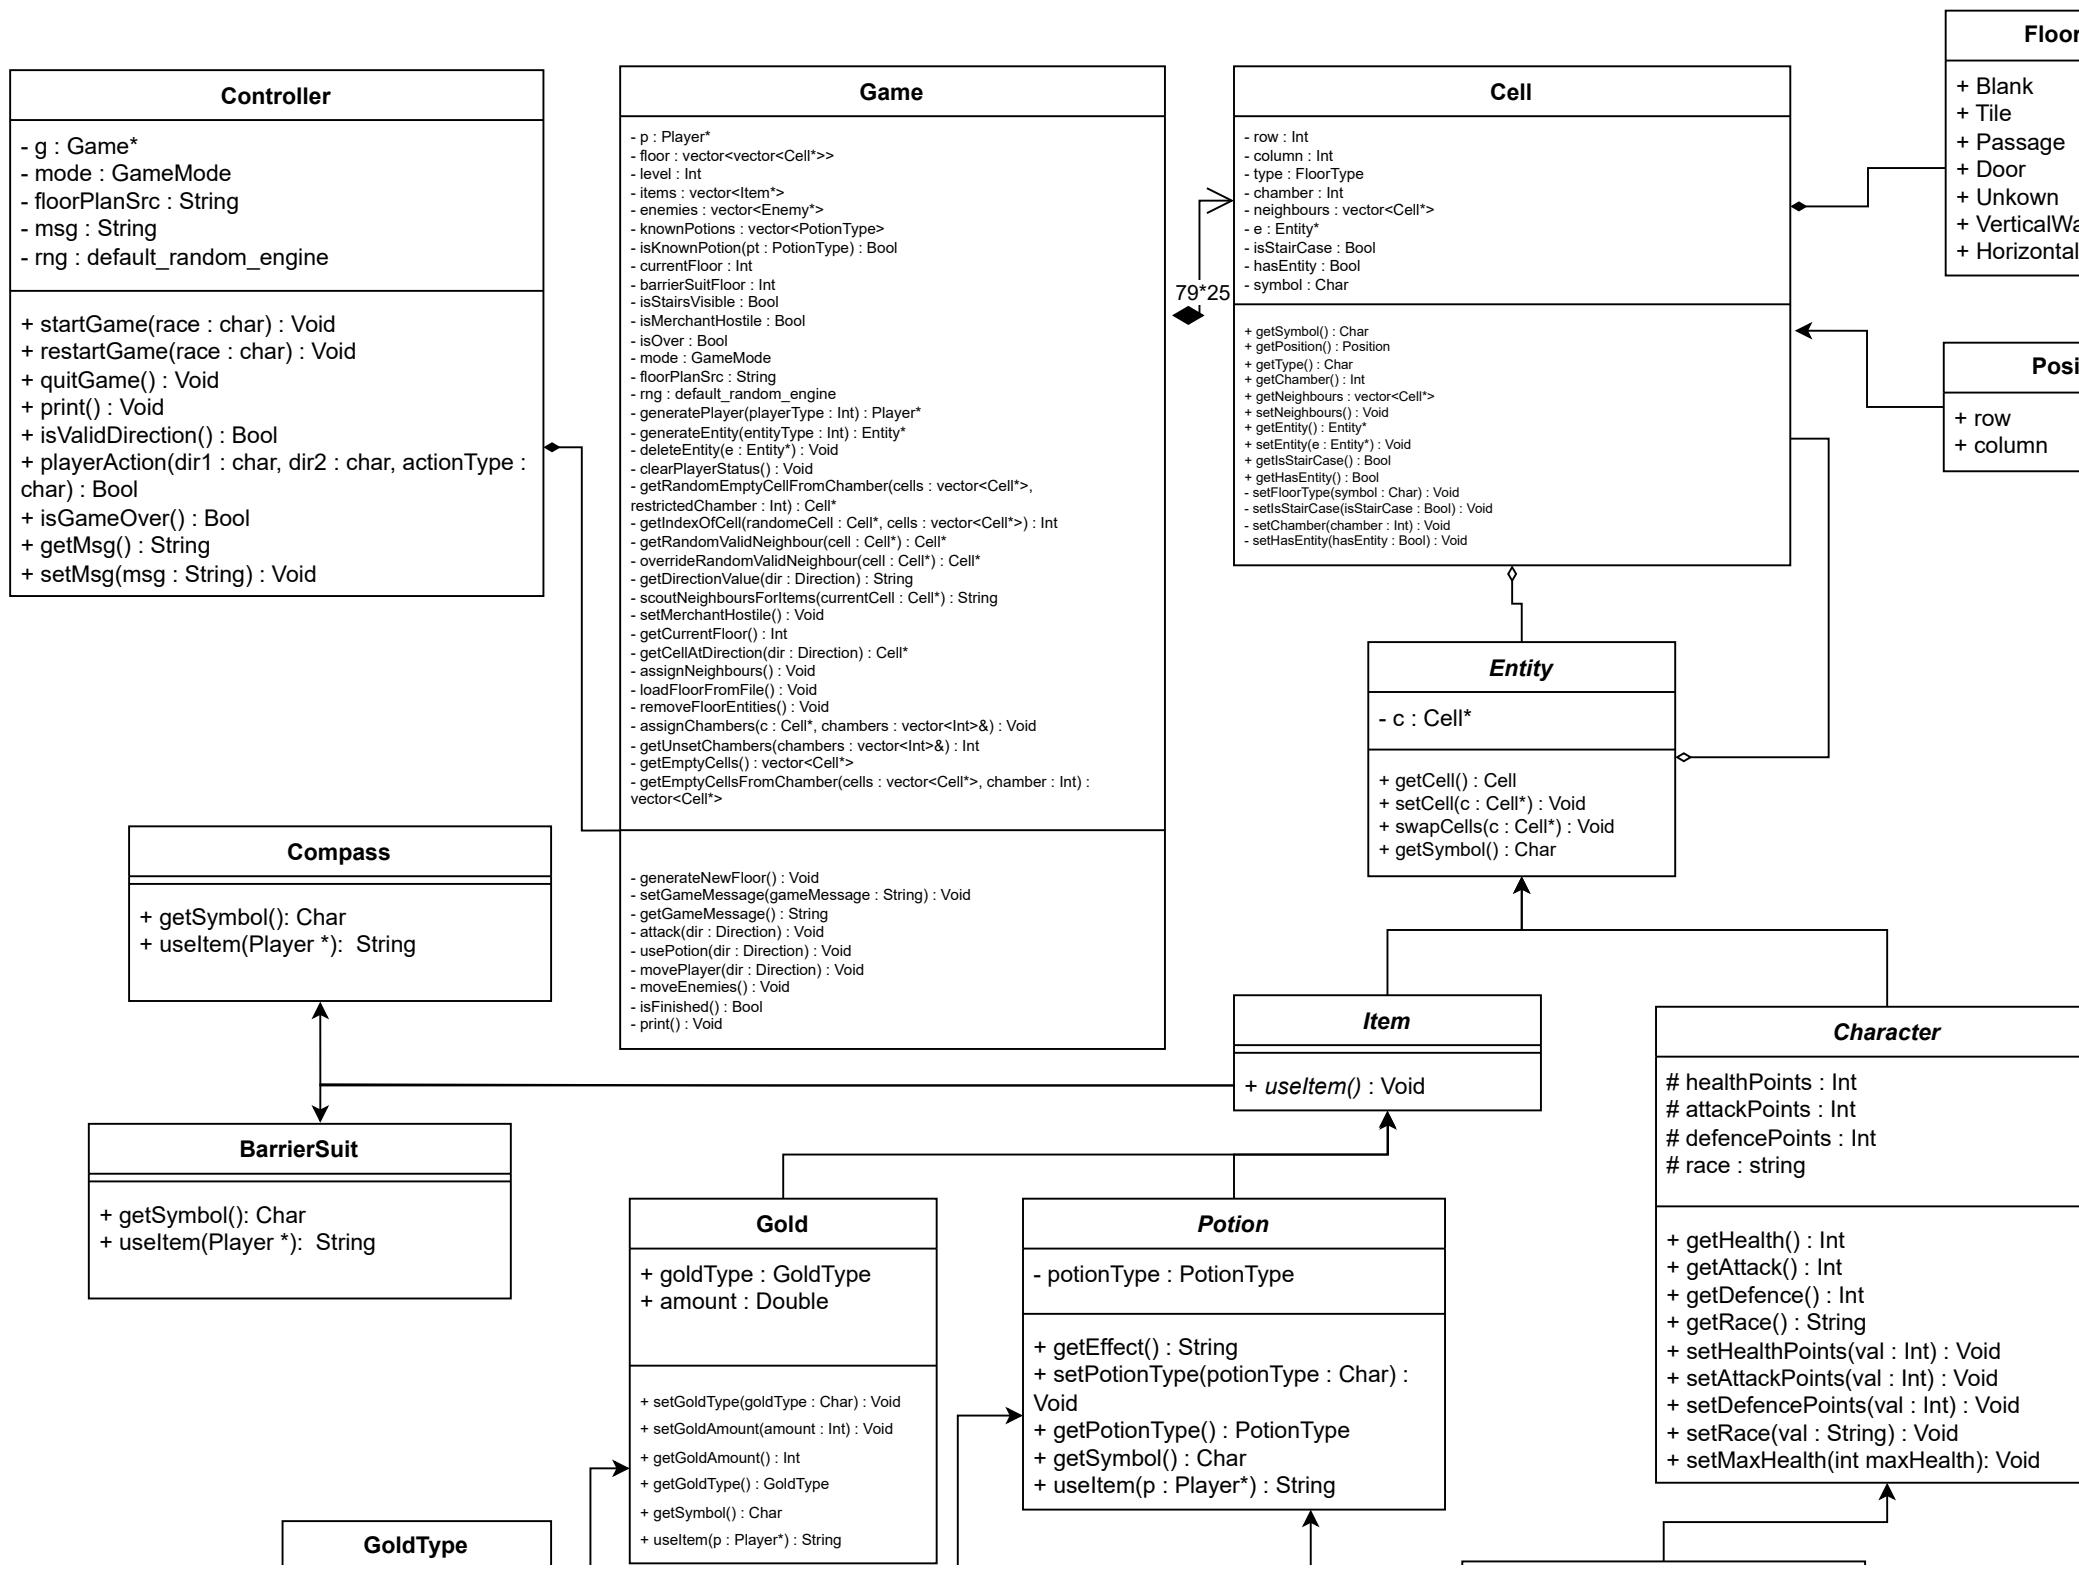 Controller
- g : Game*
- mode : GameMode
- floorPlanSrc : String
- msg : String
- rng : default_random_engine
+ startGame(race : char) : Void
+ restartGame(race : char) : Void
+ quitGame() : Void
+ print() : Void
+ isValidDirection() : Bool
+ playerAction(dir1 : char, dir2 : char, actionType :
char) : Bool
+ isGameOver() : Bool
+ getMsg() : String
+ setMsg(msg : String) : Void
Game
- p : Player*
- floor : vector<vector<Cell*>>
- level : Int
- items : vector<Item*>
- enemies : vector<Enemy*>
- knownPotions : vector<PotionType>
- isKnownPotion(pt : PotionType) : Bool
- currentFloor : Int
- barrierSuitFloor : Int
- isStairsVisible : Bool
- isMerchantHostile : Bool
- isOver : Bool
- mode : GameMode
- floorPlanSrc : String
- rng : default_random_engine
- generatePlayer(playerType : Int) : Player*
- generateEntity(entityType : Int) : Entity*
- deleteEntity(e : Entity*) : Void
- clearPlayerStatus() : Void
- getRandomEmptyCellFromChamber(cells : vector<Cell*>,
restrictedChamber : Int) : Cell*
- getIndexOfCell(randomeCell : Cell*, cells : vector<Cell*>) : Int
- getRandomValidNeighbour(cell : Cell*) : Cell*
- overrideRandomValidNeighbour(cell : Cell*) : Cell*
- getDirectionValue(dir : Direction) : String
- scoutNeighboursForItems(currentCell : Cell*) : String
- setMerchantHostile() : Void
- getCurrentFloor() : Int
- getCellAtDirection(dir : Direction) : Cell*
- assignNeighbours() : Void
- loadFloorFromFile() : Void
- removeFloorEntities() : Void
- assignChambers(c : Cell*, chambers : vector<Int>&) : Void
- getUnsetChambers(chambers : vector<Int>&) : Int
- getEmptyCells() : vector<Cell*>
- getEmptyCellsFromChamber(cells : vector<Cell*>, chamber : Int) :
vector<Cell*>
- generateNewFloor() : Void
- setGameMessage(gameMessage : String) : Void
- getGameMessage() : String
- attack(dir : Direction) : Void
- usePotion(dir : Direction) : Void
- movePlayer(dir : Direction) : Void
- moveEnemies() : Void
- isFinished() : Bool
- print() : Void
79*25
Cell
- row : Int
- column : Int
- type : FloorType
- chamber : Int
- neighbours : vector<Cell*>
- e : Entity*
- isStairCase : Bool
- hasEntity : Bool
- symbol : Char
+ getSymbol() : Char
+ getPosition() : Position
+ getType() : Char
+ getChamber() : Int
+ getNeighbours : vector<Cell*>
+ setNeighbours() : Void
+ getEntity() : Entity*
+ setEntity(e : Entity*) : Void
+ getIsStairCase() : Bool
+ getHasEntity() : Bool
- setFloorType(symbol : Char) : Void
- setIsStairCase(isStairCase : Bool) : Void
- setChamber(chamber : Int) : Void
- setHasEntity(hasEntity : Bool) : Void
Floor
+ Blank
+ Tile
+ Passage
+ Door
+ Unkown
+ VerticalWa
+ Horizontal
Posi
+ row
+ column
Entity
- c : Cell*
+ getCell() : Cell
+ setCell(c : Cell*) : Void
+ swapCells(c : Cell*) : Void
+ getSymbol() : Char
Compass
+ getSymbol(): Char
+ useItem(Player *):  String
BarrierSuit
+ getSymbol(): Char
+ useItem(Player *):  String
Item
+ useItem() : Void
Character
# healthPoints : Int
# attackPoints : Int
# defencePoints : Int
# race : string
+ getHealth() : Int
+ getAttack() : Int
+ getDefence() : Int
+ getRace() : String
+ setHealthPoints(val : Int) : Void
+ setAttackPoints(val : Int) : Void
+ setDefencePoints(val : Int) : Void
+ setRace(val : String) : Void
+ setMaxHealth(int maxHealth): Void
Gold
+ goldType : GoldType
+ amount : Double
+ setGoldType(goldType : Char) : Void
+ setGoldAmount(amount : Int) : Void
+ getGoldAmount() : Int
+ getGoldType() : GoldType
+ getSymbol() : Char
+ useItem(p : Player*) : String
Potion
- potionType : PotionType
+ getEffect() : String
+ setPotionType(potionType : Char) :
Void
+ getPotionType() : PotionType
+ getSymbol() : Char
+ useItem(p : Player*) : String
GoldType